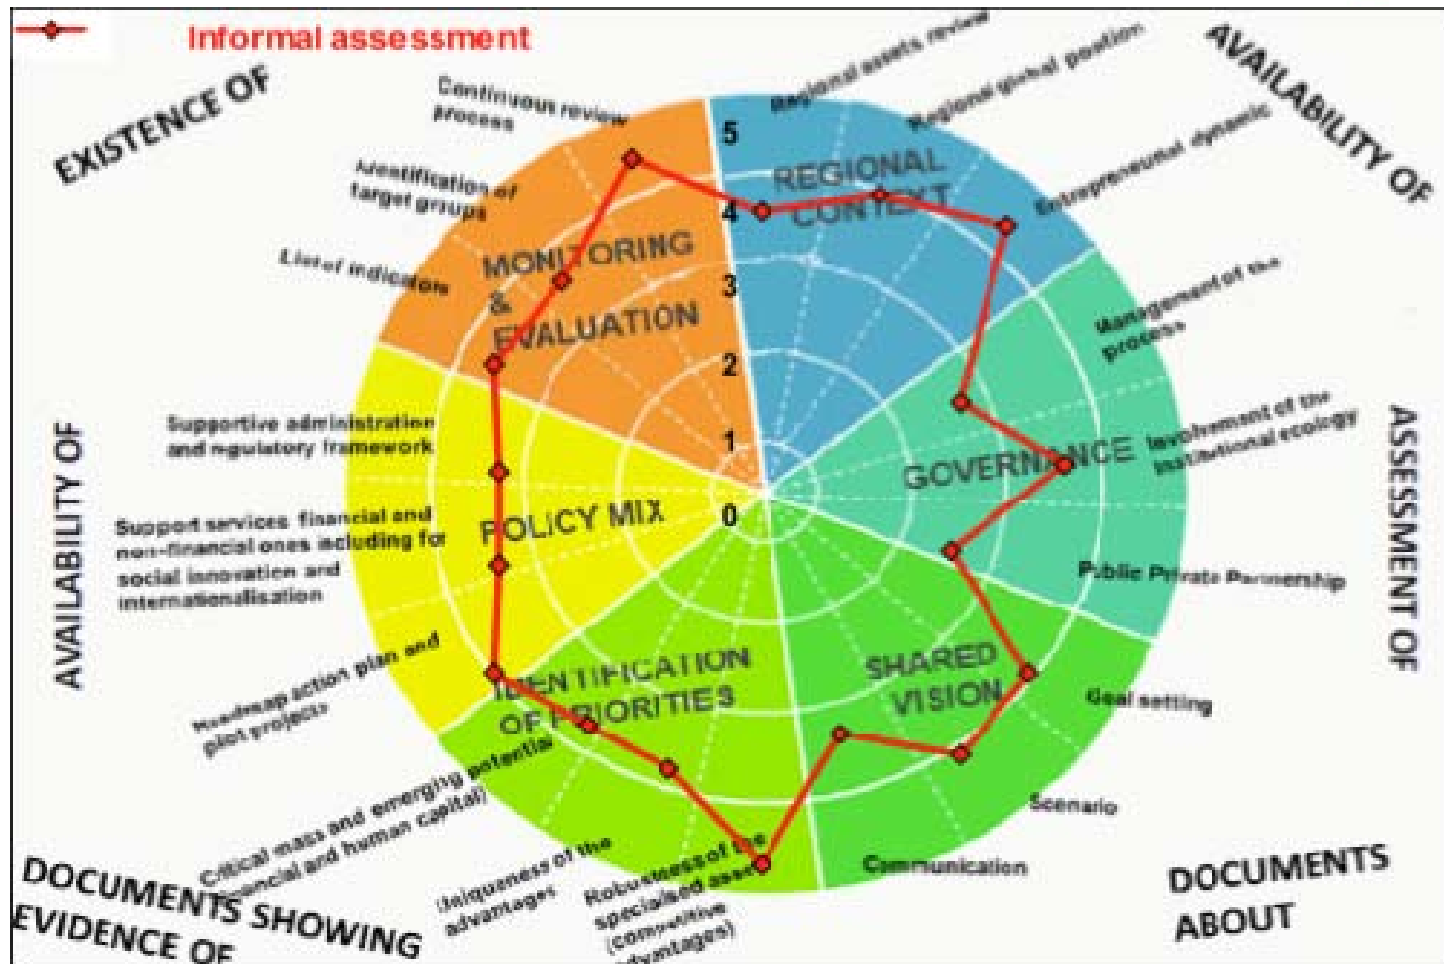 Informal assessment
EXISTENCE OF
Continuous review
process
Identification of
target groups
List of indicators
MONITORING
&
EVALUATION
5
4
3
2
1
0
Regional assets review
Regional global position
Entrepreneurial dynamic
REGIONAL
CONTEXT
AVAILABILITY OF
Management of the
process
Involvement of the
Institutional ecology
Public Private Partnership
GOVERNANCE
ASSESSMENT OF
Goal setting
Scenario
Communication
SHARED
VISION
DOCUMENTS
ABOUT
IDENTIFICATION
OF PRIORITIES
Robustness of the
specialised asse
(competitive
advantages)
Uniqueness of the
advantages
Critical mass and emerging potential
financial and human capital)
DOCUMENTS SHOWING
EVIDENCE OF
Roadmap action plan and
pilot projects
Support services financial and
non-financial ones including for
social innovation and
internationalisation
Supportive administration
and regulatory framework
POLICY MIX
AVAILABILITY OF